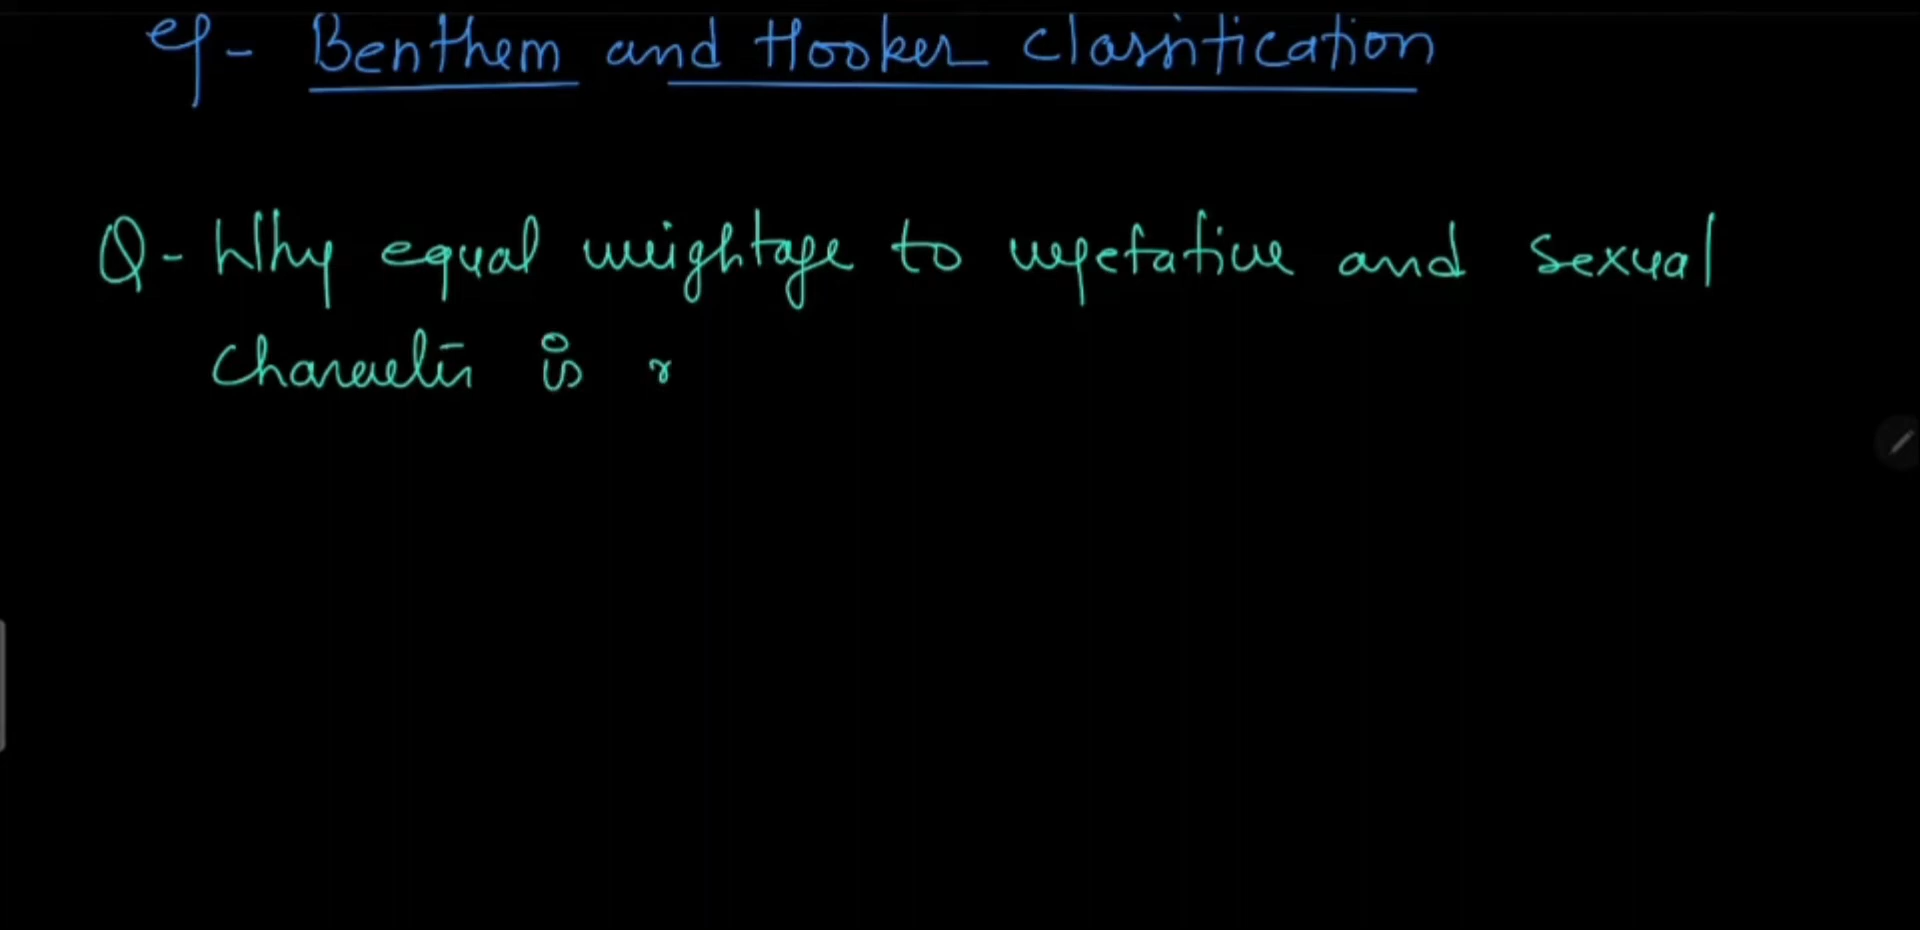 eg - Benthem and Hooker classification
Q - Why equal weightage to vegetative and sexual
character is